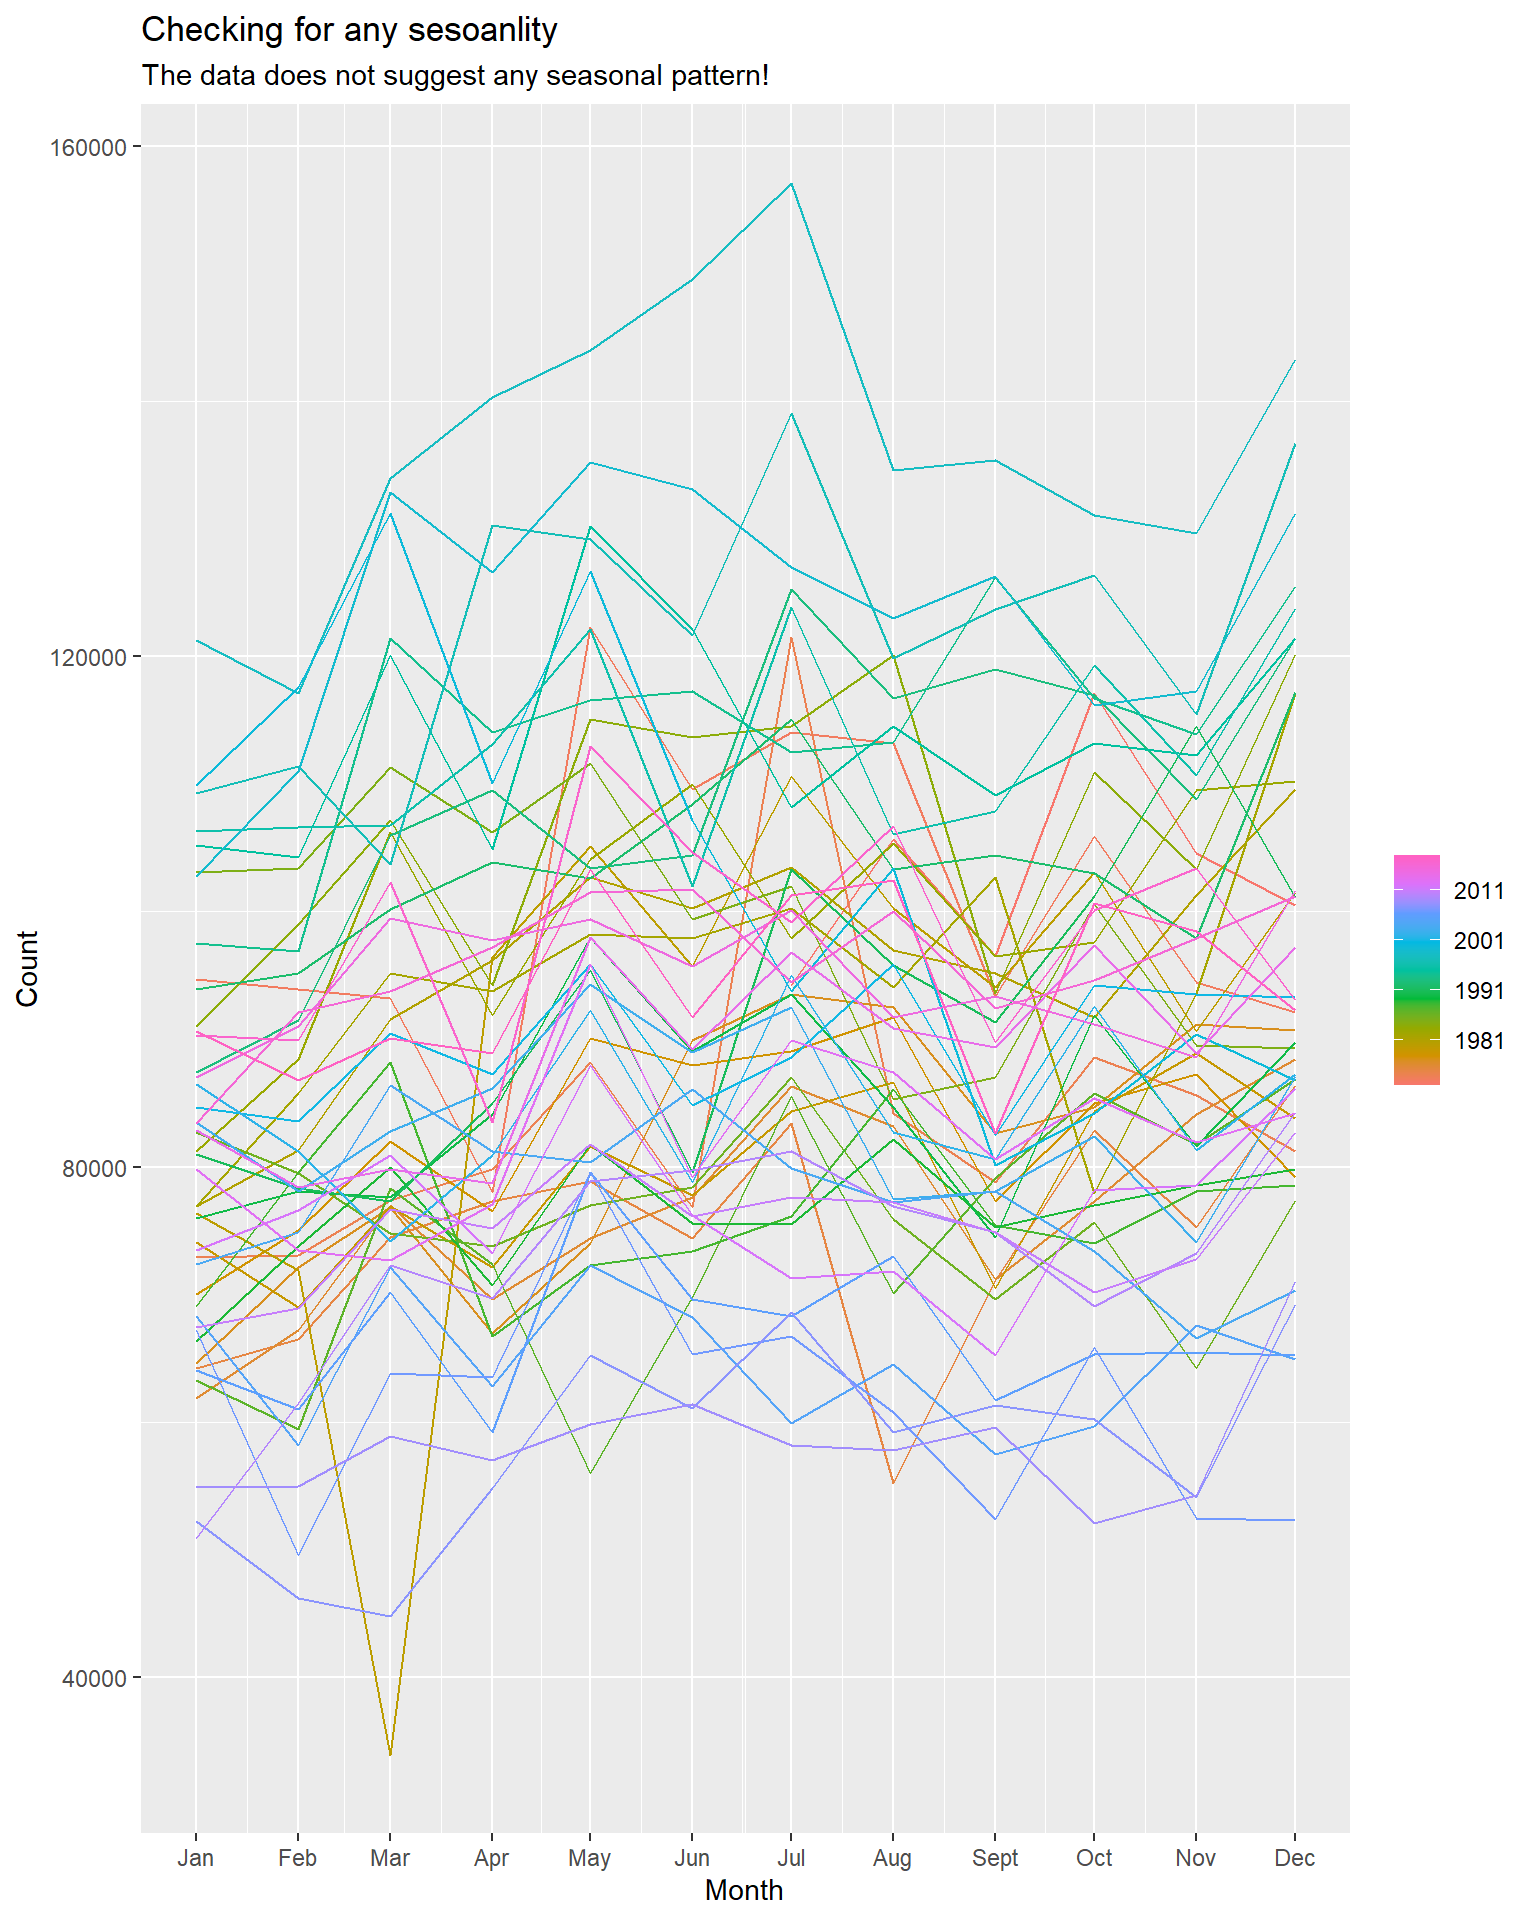 Checking for any sesoanlity
The data does not suggest any seasonal pattern!
160000
120000
80000
40000
Count
Jan Feb Mar Apr May Jun Jul Aug Sept Oct Nov Dec
Month
2011
2001
1991
1981